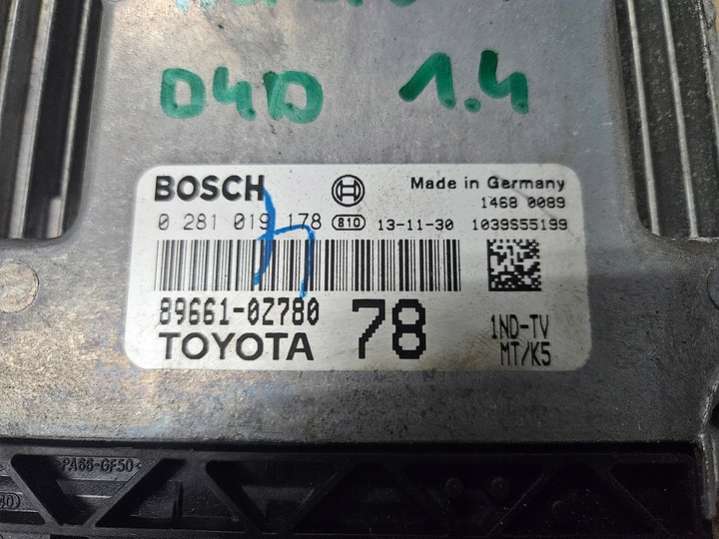 D4D 1.4
BOSCH Made in Germany
1468 0089
0 281 019 178 B10 13-11-30 1039S55199
89661-0Z780 78 1ND-TV
TOYOTA MT/K5
>PA66-GF50<